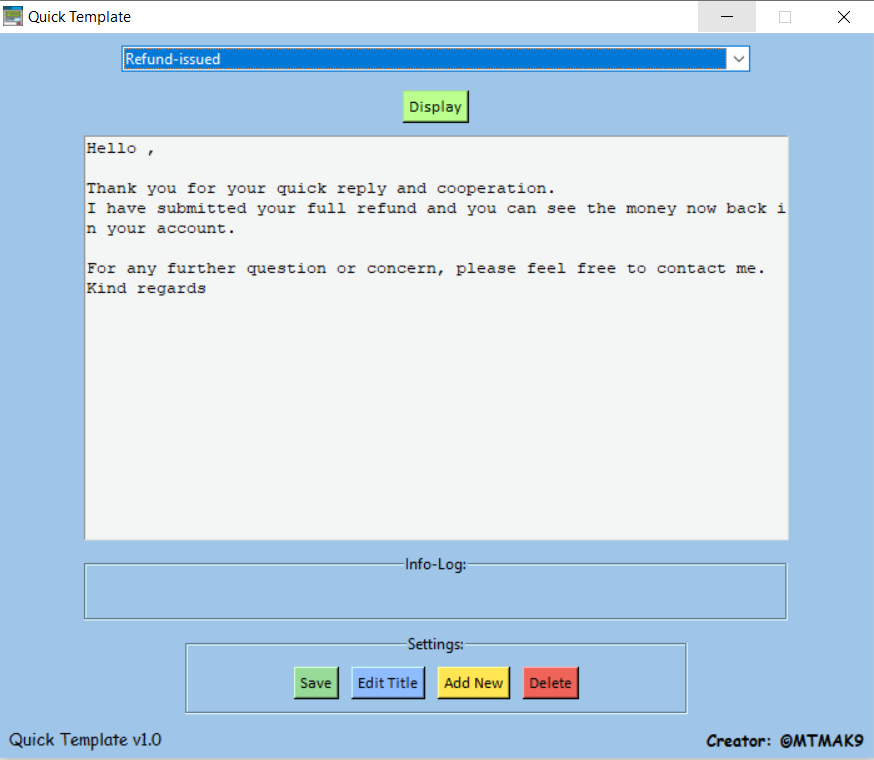 Quick Template
Refund-issued
Display
Hello ,
Thank you for your quick reply and cooperation.
I have submitted your full refund and you can see the money now back i
n your account.
For any further question or concern, please feel free to contact me.
Kind regards
Info-Log:
Settings:
Save Edit Title Add New Delete
Quick Template v1.0 Creator: @MTMAK9